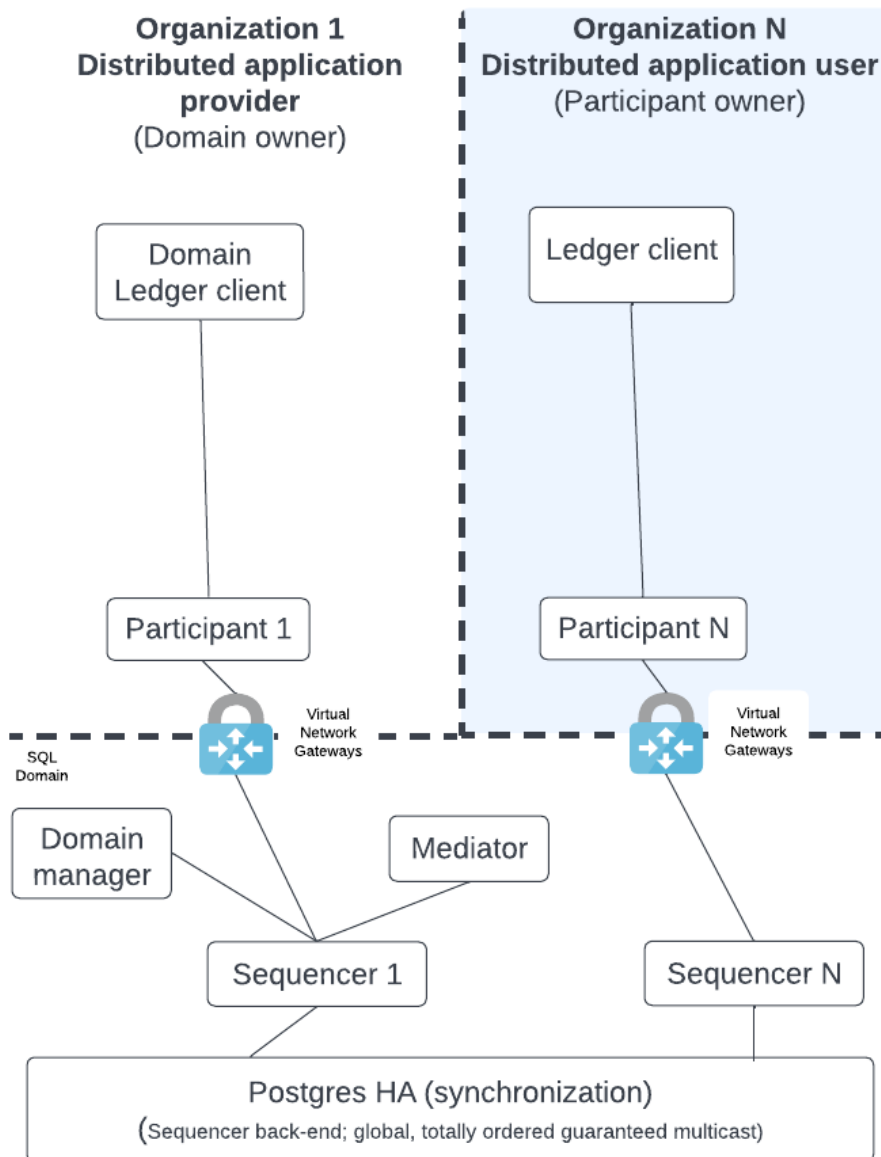 Organization 1
Distributed application
provider
(Domain owner)
Organization N
Distributed application user
(Participant owner)
Domain
Ledger client
Ledger client
Participant 1
Participant N
Virtual
Network
Gateways
Virtual
Network
Gateways
SQL
Domain
Domain
manager
Mediator
Sequencer 1
Sequencer N
Postgres HA (synchronization)
(Sequencer back-end; global, totally ordered guaranteed multicast)